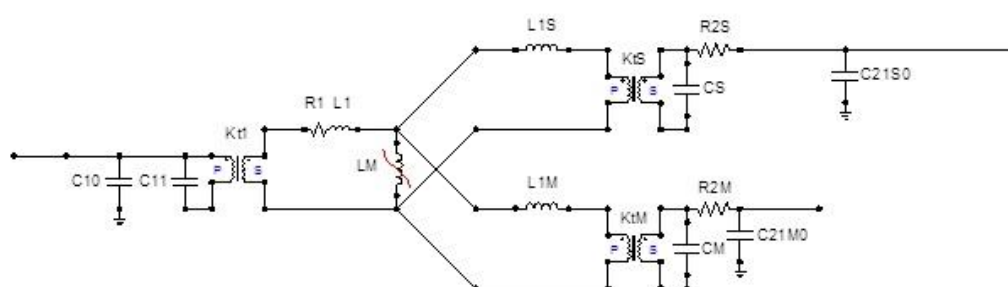 L1S
R2S
KtS
P
S
CS
C21S0
R1 L1
Kt1
P
S
LM
C10
C11
L1M
R2M
KtM
P
S
CM
C21M0